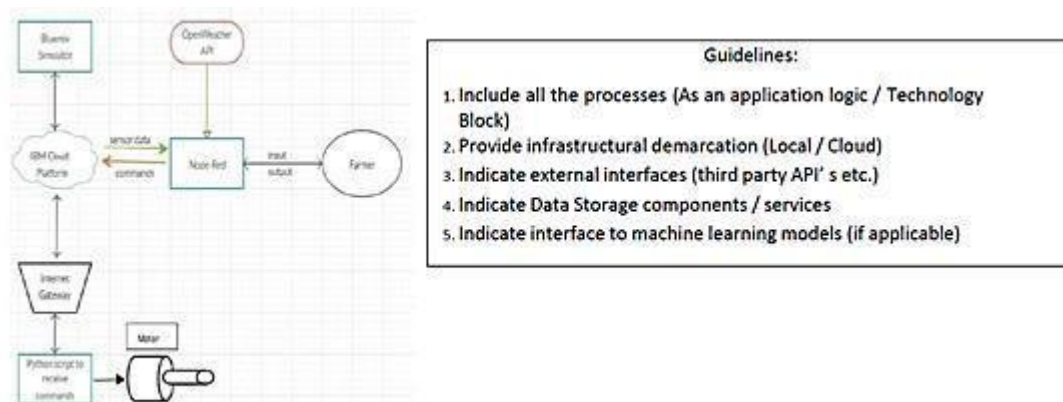 Bluemix
Simulator
OpenWeather
API
IBM Cloud
Platform
sensor data
commands
Node-Red
input
output
Farmer
Internet
Gateway
Motor
Python script to
receive
commands
Guidelines:
1. Include all the processes (As an application logic / Technology
Block)
2. Provide infrastructural demarcation (Local / Cloud)
3. Indicate external interfaces (third party API' s etc.)
4. Indicate Data Storage components / services
5. Indicate interface to machine learning models (if applicable)